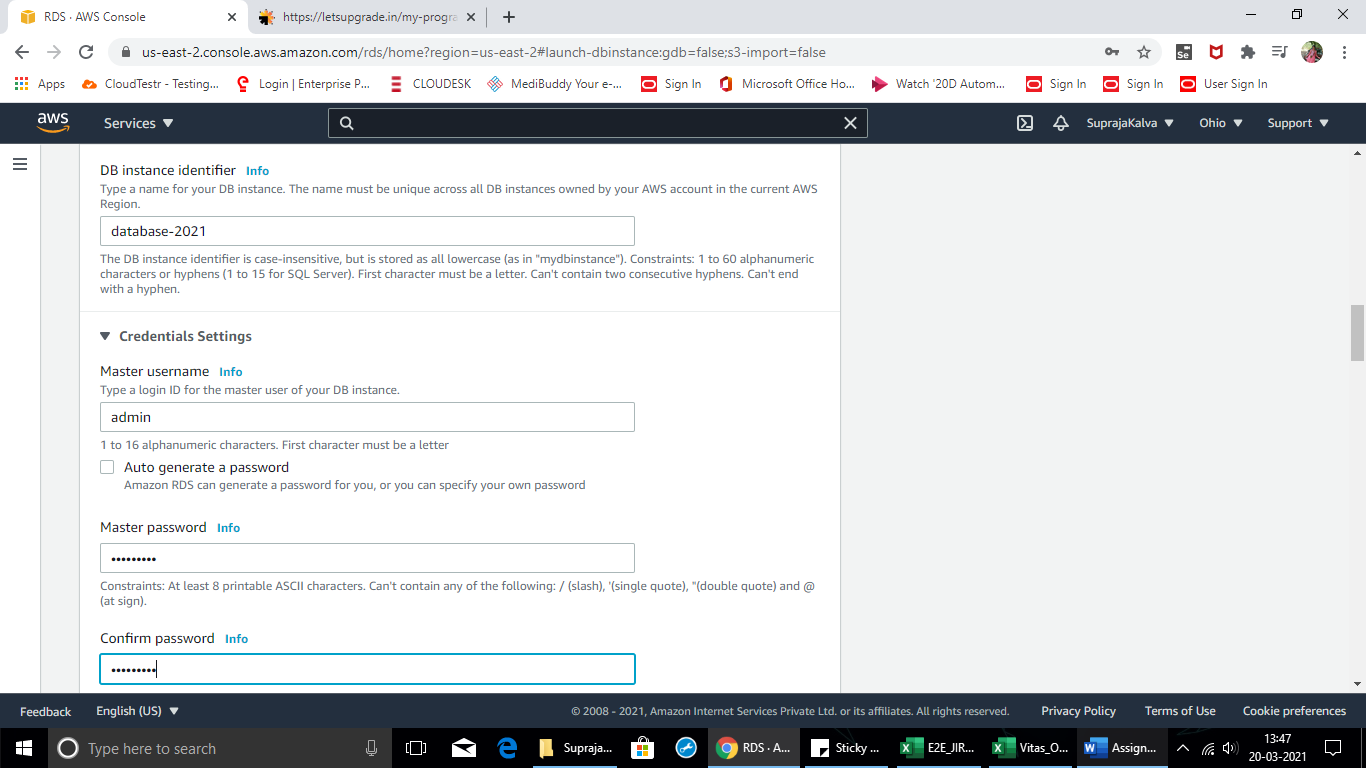 RDS · AWS Console
https://letsupgrade.in/my-progra
us-east-2.console.aws.amazon.com/rds/home?region=us-east-2#launch-dbinstance:gdb=false;s3-import=false
Apps
CloudTestr - Testing...
Login | Enterprise P...
CLOUDESK
MediBuddy Your e-...
Sign In
Microsoft Office Ho...
Watch '20D Autom...
Sign In
Sign In
User Sign In
aws
Services
SuprajaKalva
Ohio
Support
DB instance identifier Info
Type a name for your DB instance. The name must be unique across all DB instances owned by your AWS account in the current AWS
Region.
database-2021
The DB instance identifier is case-insensitive, but is stored as all lowercase (as in "mydbinstance"). Constraints: 1 to 60 alphanumeric
characters or hyphens (1 to 15 for SQL Server). First character must be a letter. Can't contain two consecutive hyphens. Can't end
with a hyphen.
Credentials Settings
Master username Info
Type a login ID for the master user of your DB instance.
admin
1 to 16 alphanumeric characters. First character must be a letter
Auto generate a password
Amazon RDS can generate a password for you, or you can specify your own password
Master password Info
•••••••••
Constraints: At least 8 printable ASCII characters. Can't contain any of the following: / (slash), '(single quote), "(double quote) and @
(at sign).
Confirm password Info
•••••••••
Feedback
English (US)
© 2008 - 2021, Amazon Internet Services Private Ltd. or its affiliates. All rights reserved.
Privacy Policy
Terms of Use
Cookie preferences
Type here to search
Supraja...
RDS · A...
Sticky ...
E2E_JIR...
Vitas_O...
Assign...
13:47
20-03-2021